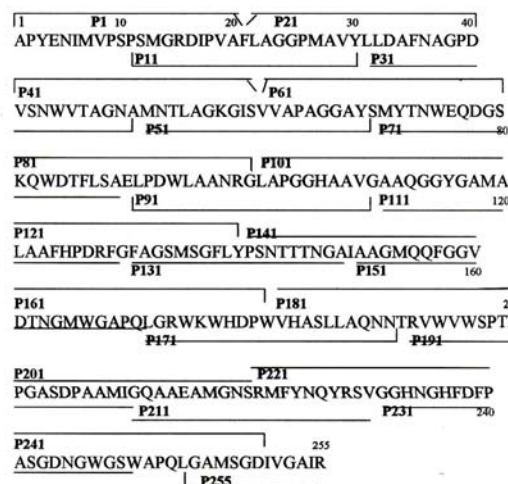 1 P1 10 20 P21 30 40
APYENIMVPSPSMGRDIPVAFLAGGPMAVYLLDAFNAGPD
P11 P31
P41 P61
VSNWVTAGNAMNTLAGKGISVVAPAGGAYSMYTNWEQDGS
P51 P71 80
P81 P101
KQWDTFLSAELPDWLAANRGLAPGGHAAVGAAQGGYGAMA
P91 P111 120
P121 P141
LAAFHPDRFGFAGSMSGFLYPSNTTTNGAIAAGMQQFGGV
P131 P151 160
P161 P181
DTNGMWGAPQLGRWKWHDPWVHASLLAQNNTRVWVWSPT
P171 P191
P201 P221
PGASDPAAMIGQAAEAMGNSRMFYNQYRSVGGHNGHFDFP
P211 P231 240
P241 255
ASGDNGWGSWAPQLGAMSGDIVGAIR
P255